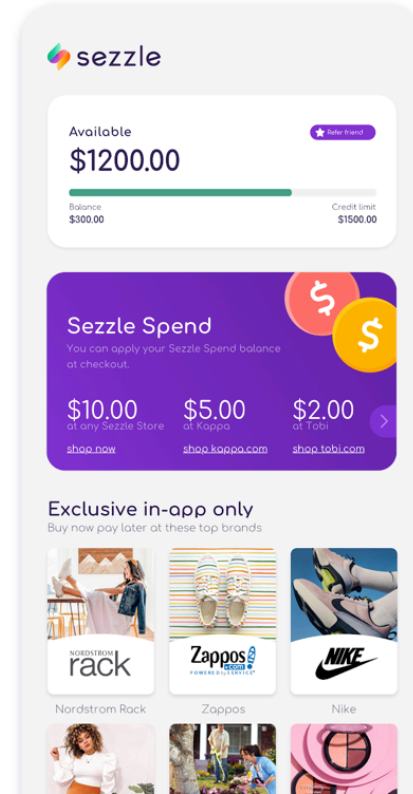 sezzle
Available
Refer friend
$1200.00
Balance
Credit limit
$300.00
$1500.00
Sezzle Spend
You can apply your Sezzle Spend balance
at checkout.
$10.00
at any Sezzle Store
shop now
$5.00
at Kappa
shop kappa.com
$2.00
at Tobi
shop tobi.com
Exclusive in-app only
Buy now pay later at these top brands
NORDSTROM
rack
Zappos
.com
POWERED by SERVICE
NIKE
Nordstrom Rack
Zappos
Nike